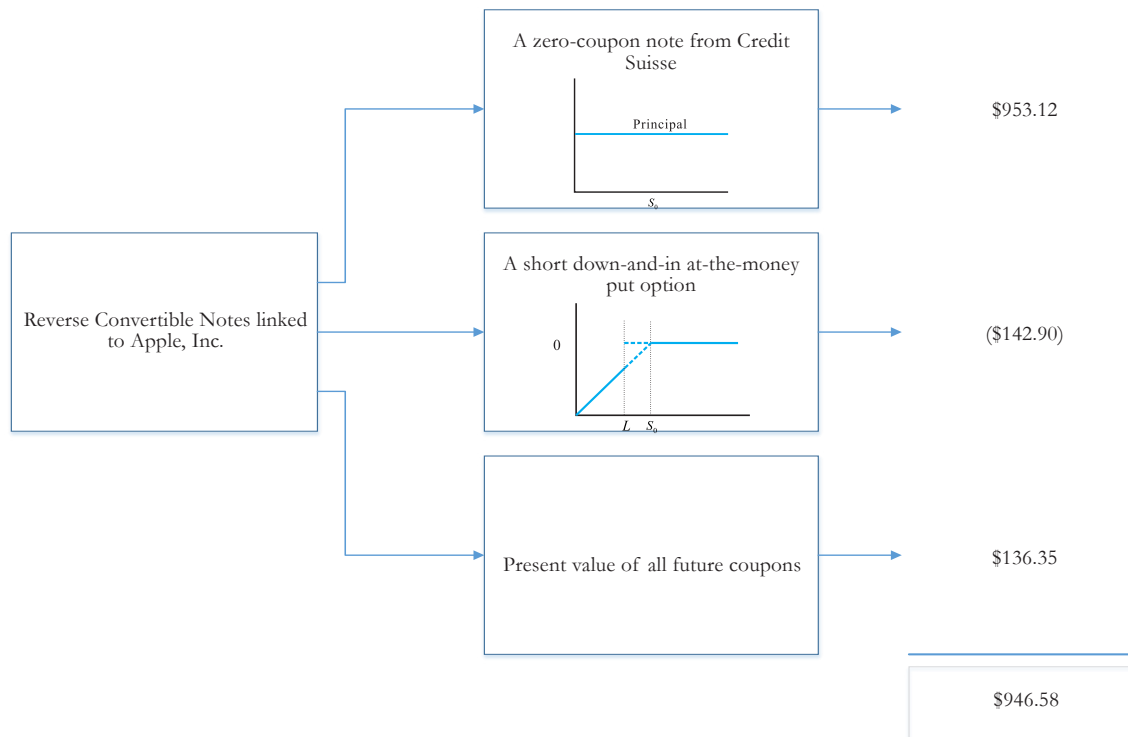 A zero-coupon note from Credit
Suisse
Principal
S₀
$953.12
Reverse Convertible Notes linked
to Apple, Inc.
A short down-and-in at-the-money
put option
0
L S₀
($142.90)
Present value of all future coupons
$136.35
$946.58